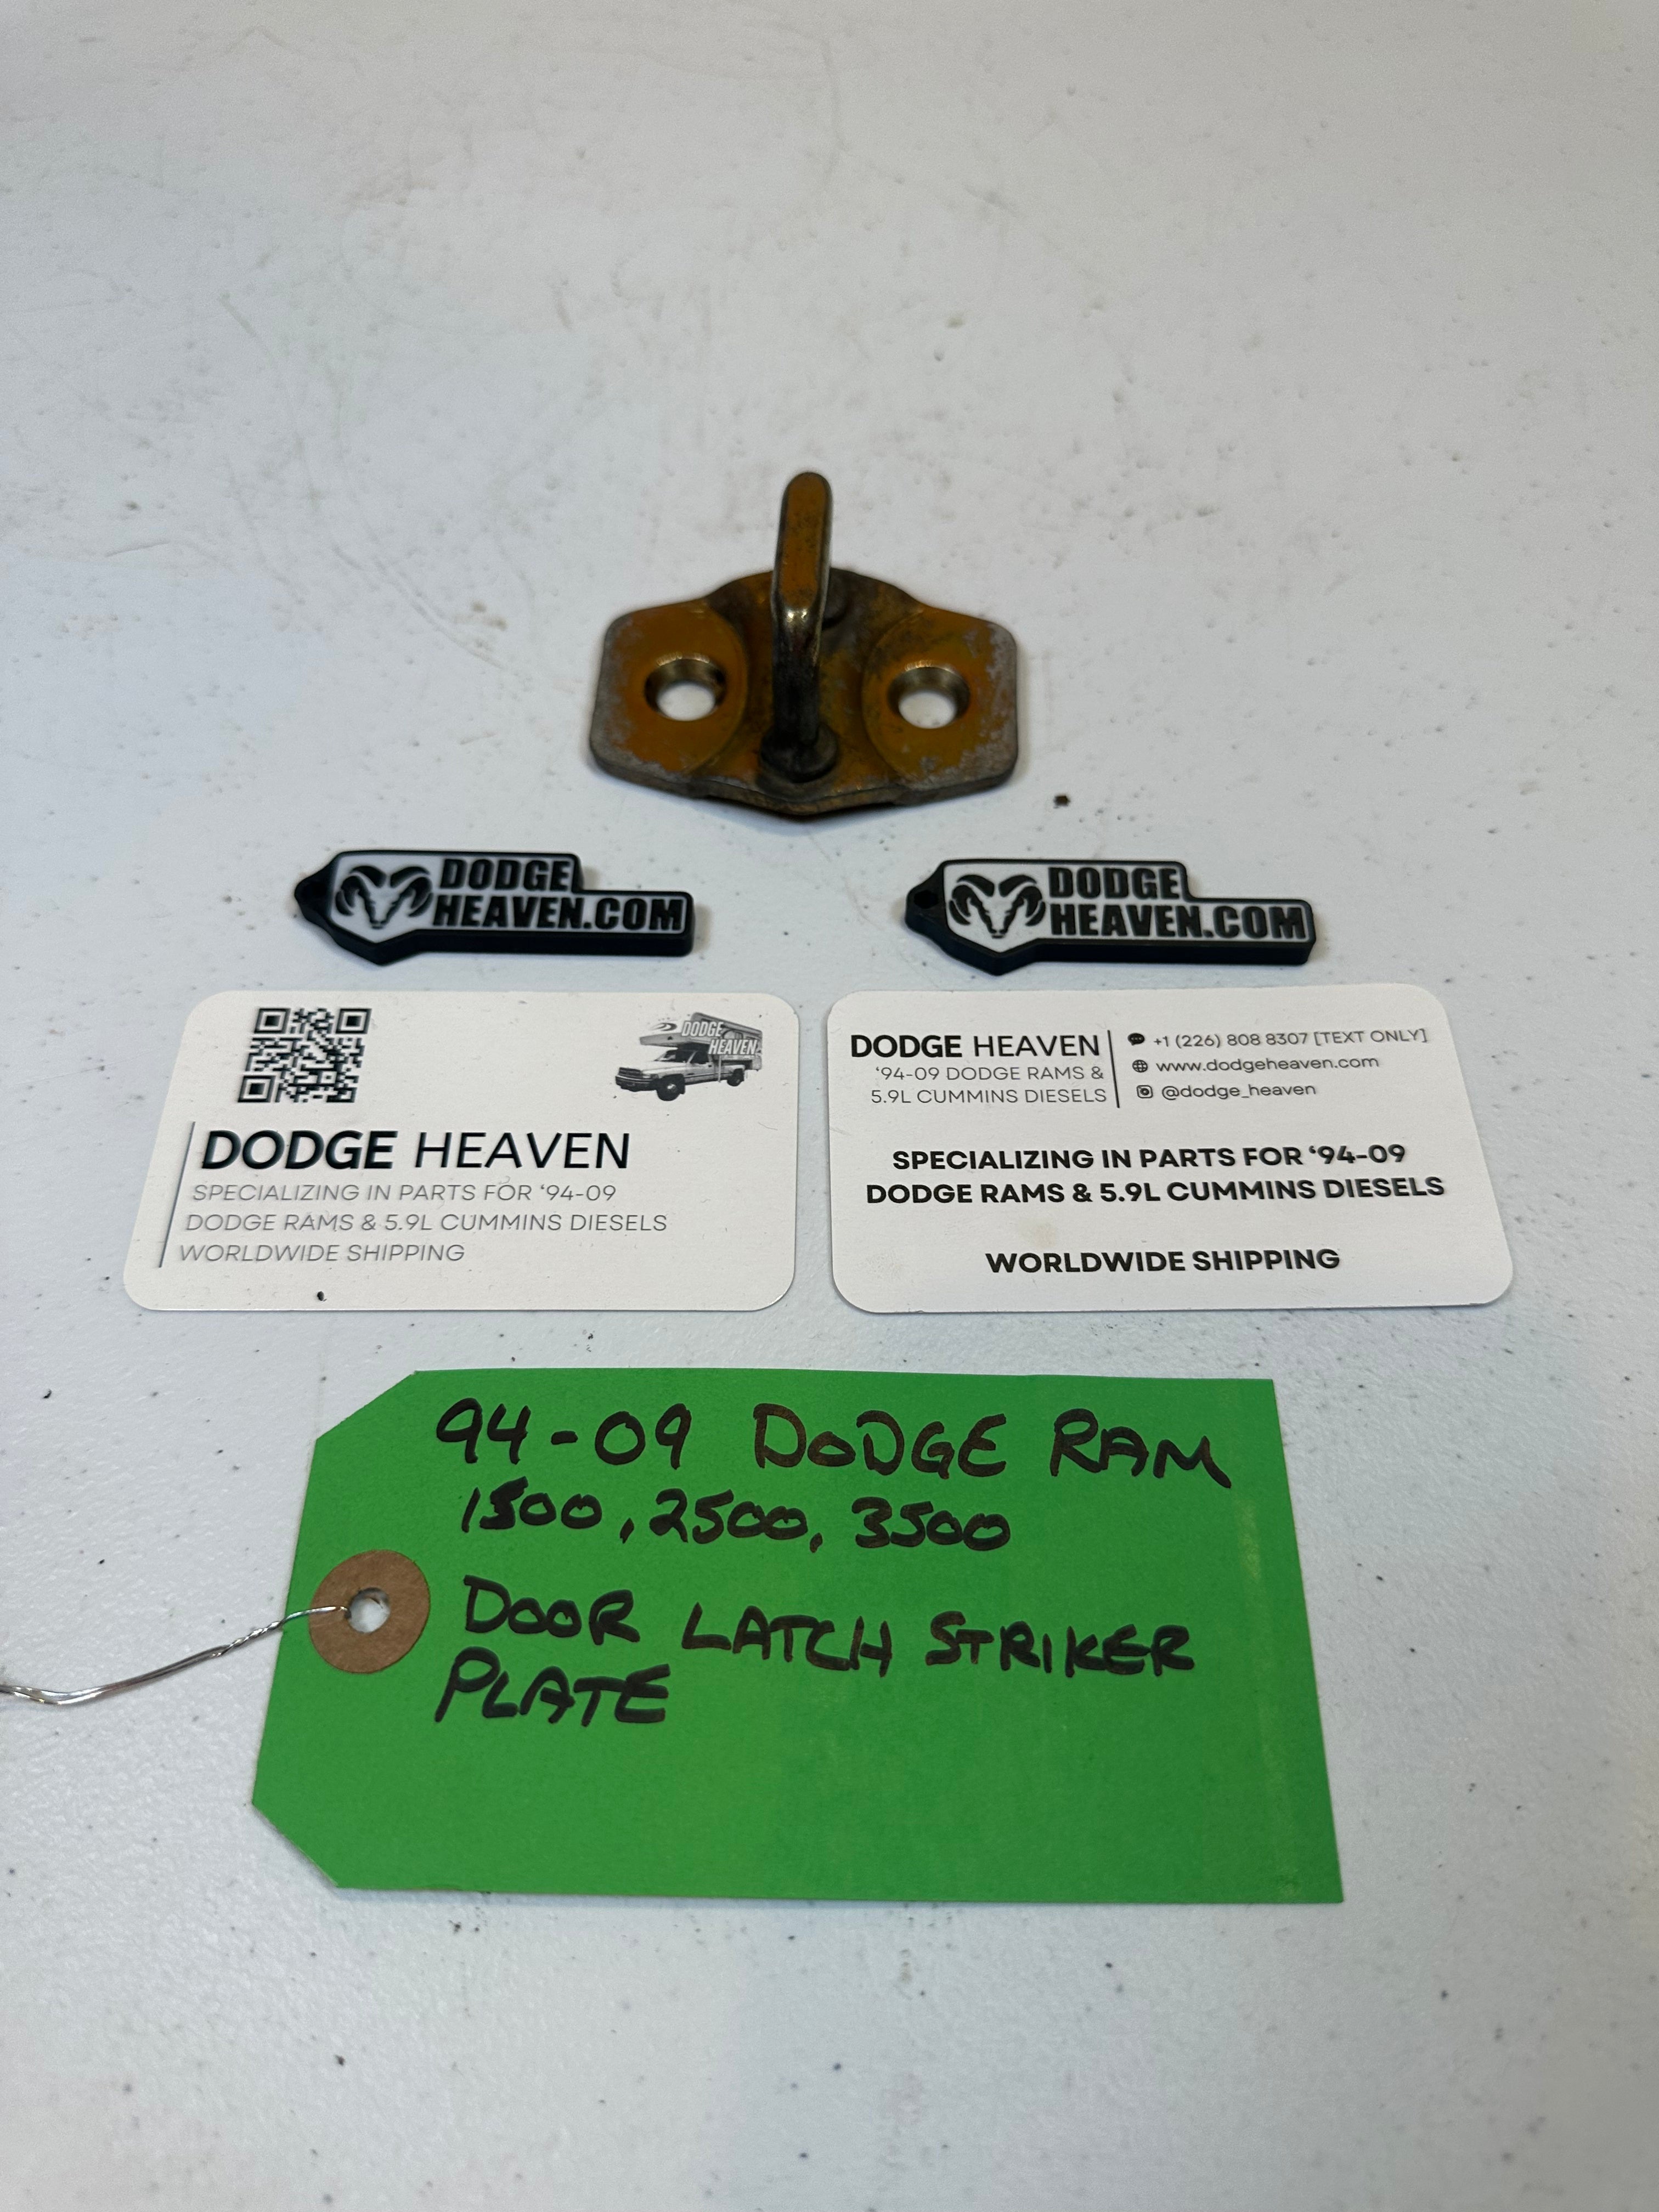 DODGE
HEAVEN.COM
DODGE
HEAVEN.COM
DODGE
HEAVEN
DODGE HEAVEN
SPECIALIZING IN PARTS FOR ‘94-09
DODGE RAMS & 5.9L CUMMINS DIESELS
WORLDWIDE SHIPPING
DODGE HEAVEN
‘94-09 DODGE RAMS &
5.9L CUMMINS DIESELS
+1 (226) 808 8307 [TEXT ONLY]
www.dodgeheaven.com
@dodge_heaven
SPECIALIZING IN PARTS FOR ‘94-09
DODGE RAMS & 5.9L CUMMINS DIESELS
WORLDWIDE SHIPPING
94-09 DODGE RAM
1500, 2500, 3500
DOOR LATCH STRIKER
PLATE